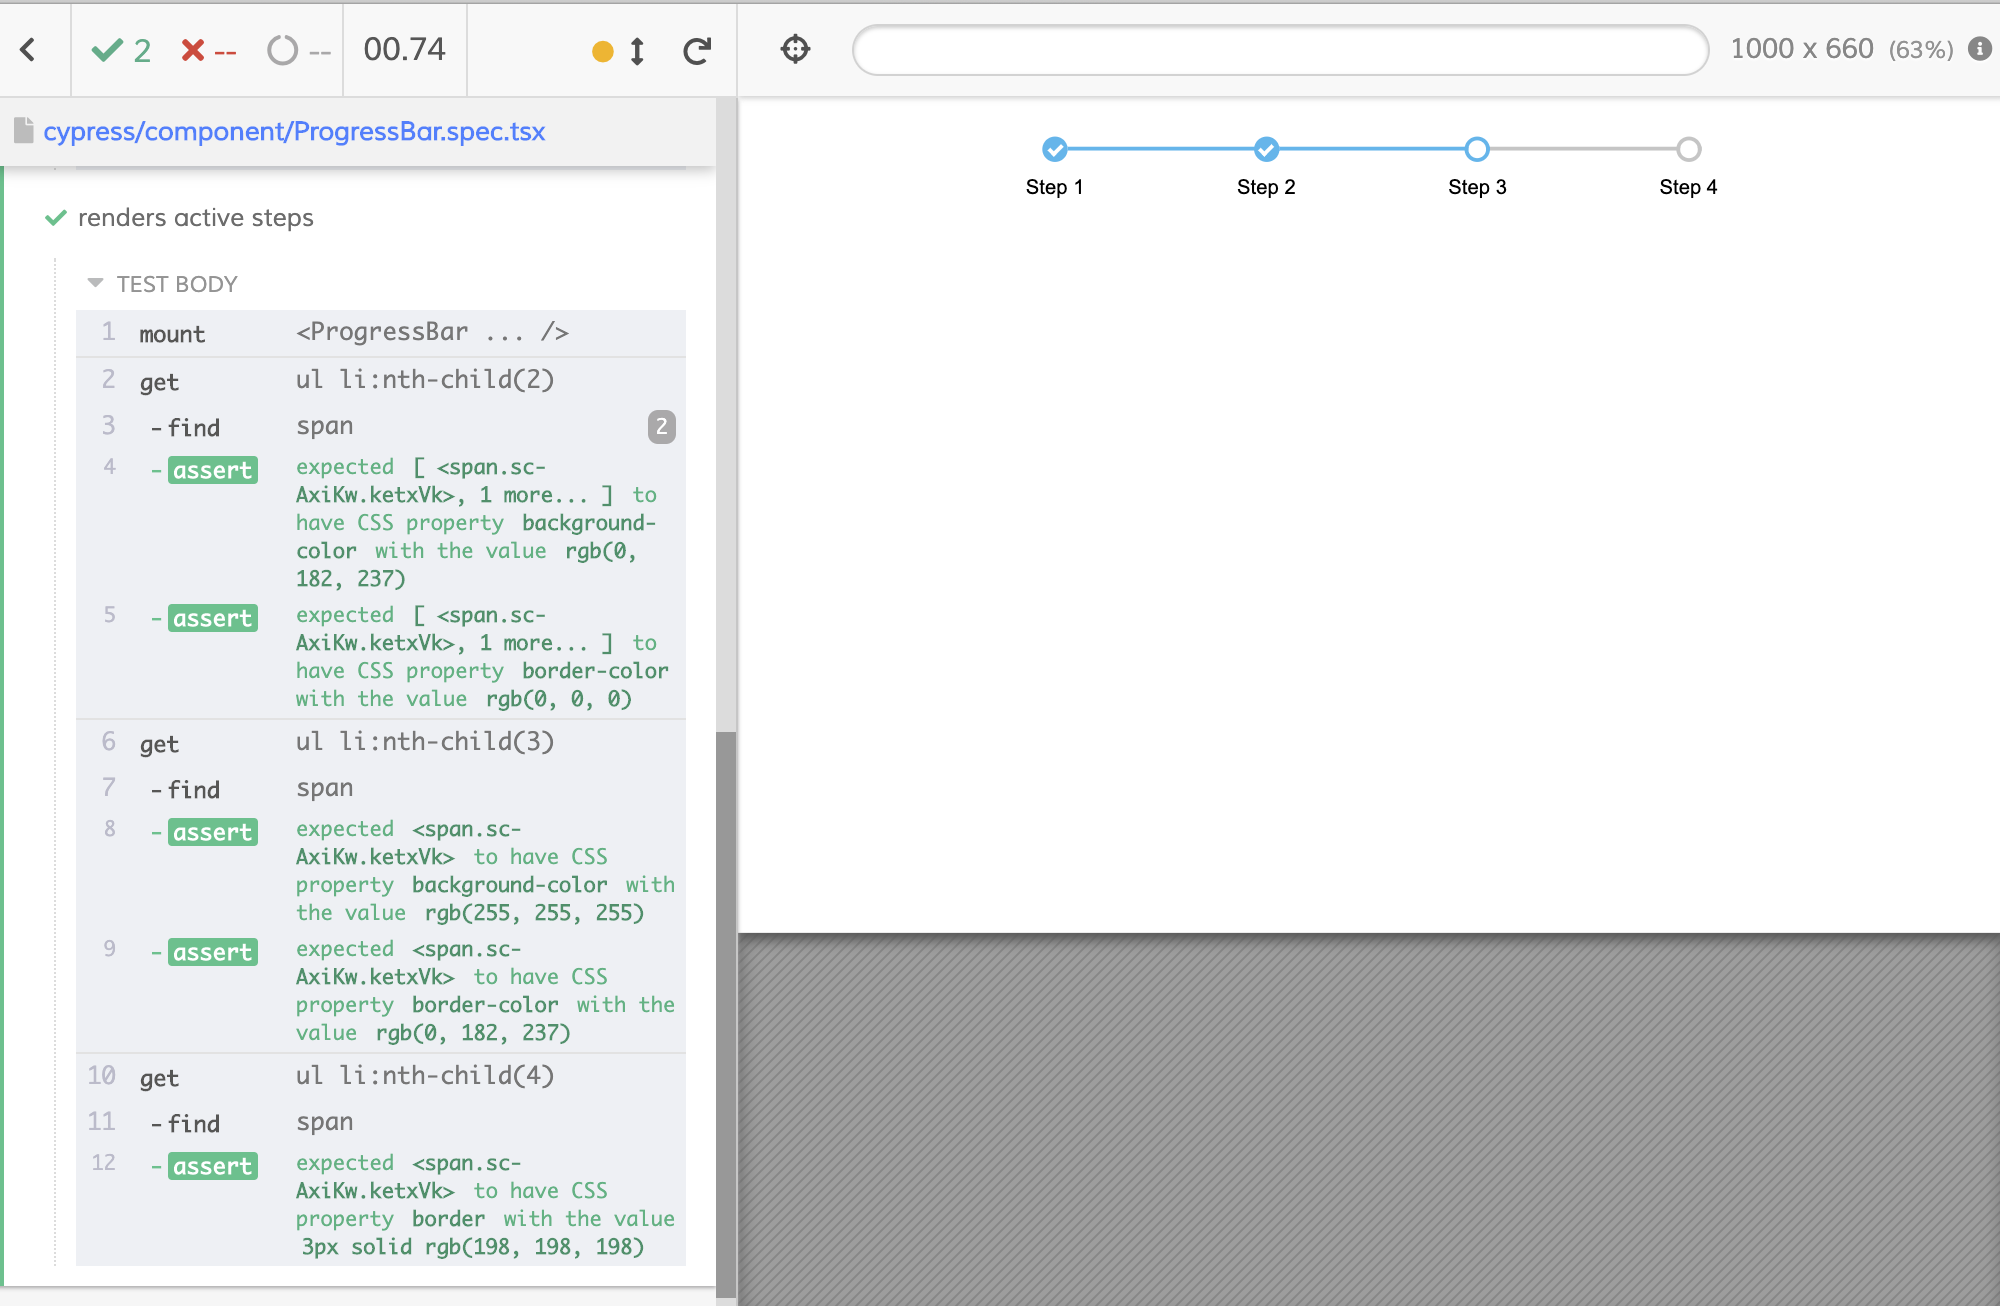 2 -- -- 00.74
1000 x 660 (63%)
cypress/component/ProgressBar.spec.tsx
renders active steps
TEST BODY
1 mount <ProgressBar ... />
2 get ul li:nth-child(2)
3 -find span 2
4 -assert expected [ <span.sc-
AxiKw.ketxVk>, 1 more... ] to
have CSS property background-
color with the value rgb(0,
182, 237)
5 -assert expected [ <span.sc-
AxiKw.ketxVk>, 1 more... ] to
have CSS property border-color
with the value rgb(0, 0, 0)
6 get ul li:nth-child(3)
7 -find span
8 -assert expected <span.sc-
AxiKw.ketxVk> to have CSS
property background-color with
the value rgb(255, 255, 255)
9 -assert expected <span.sc-
AxiKw.ketxVk> to have CSS
property border-color with the
value rgb(0, 182, 237)
10 get ul li:nth-child(4)
11 -find span
12 -assert expected <span.sc-
AxiKw.ketxVk> to have CSS
property border with the value
3px solid rgb(198, 198, 198)
Step 1 Step 2 Step 3 Step 4